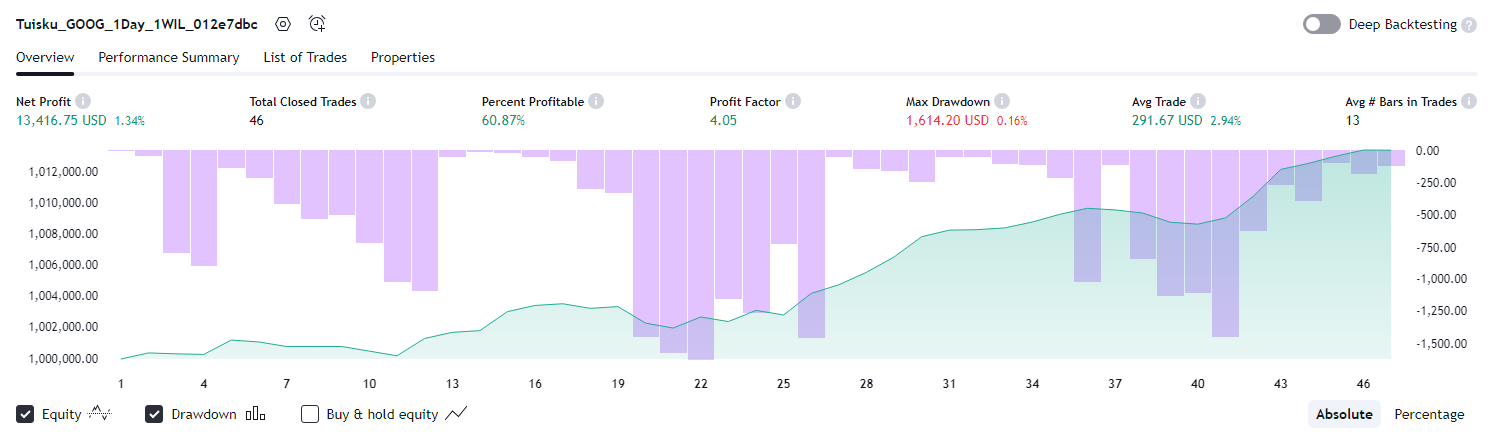 Tuisku_GOOG_1Day_1WIL_012e7dbc Deep Backtesting ?
Overview Performance Summary List of Trades Properties
Net Profit i Total Closed Trades i Percent Profitable i Profit Factor i Max Drawdown i Avg Trade i Avg # Bars in Trades i
13,416.75 USD 1.34% 46 60.87% 4.05 1,614.20 USD 0.16% 291.67 USD 2.94% 13
0.00
1,012,000.00
-250.00
1,010,000.00
-500.00
1,008,000.00
-750.00
1,006,000.00
-1,000.00
1,004,000.00
-1,250.00
1,002,000.00
-1,500.00
1,000,000.00
1 4 7 10 13 16 19 22 25 28 31 34 37 40 43 46
Equity Drawdown Buy & hold equity Absolute Percentage